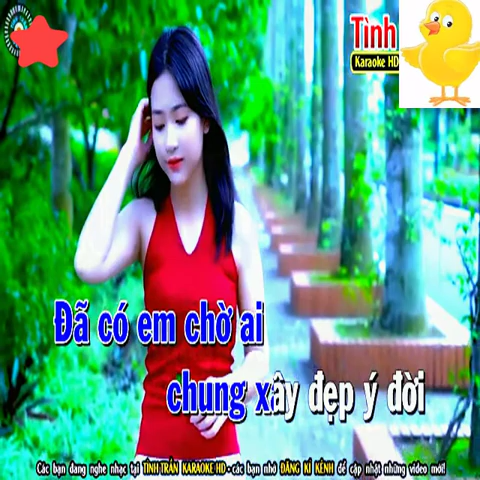 Tình
Karaoke HD
Đã có em chờ ai
chung xây đẹp ý đời
Các bạn đang nghe nhạc tại TÌNH TRẦN KARAOKE HD - các bạn nhớ ĐĂNG KÍ KÊNH để cập nhật những video mới!